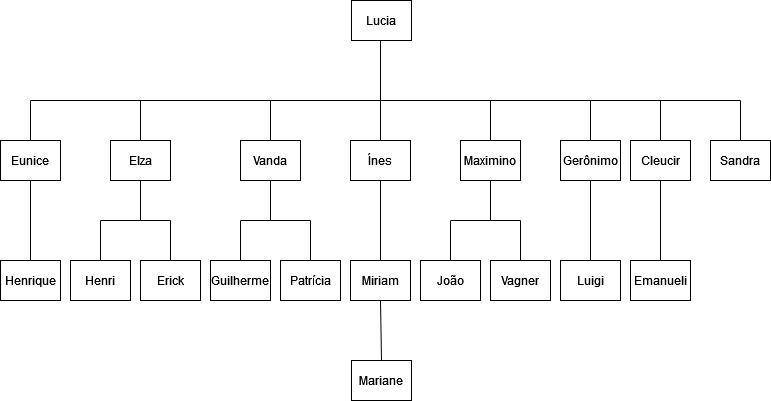 Lucia
Eunice
Elza
Vanda
Ínes
Maximino
Gerônimo
Cleucir
Sandra
Henrique
Henri
Erick
Guilherme
Patrícia
Miriam
João
Vagner
Luigi
Emanueli
Mariane